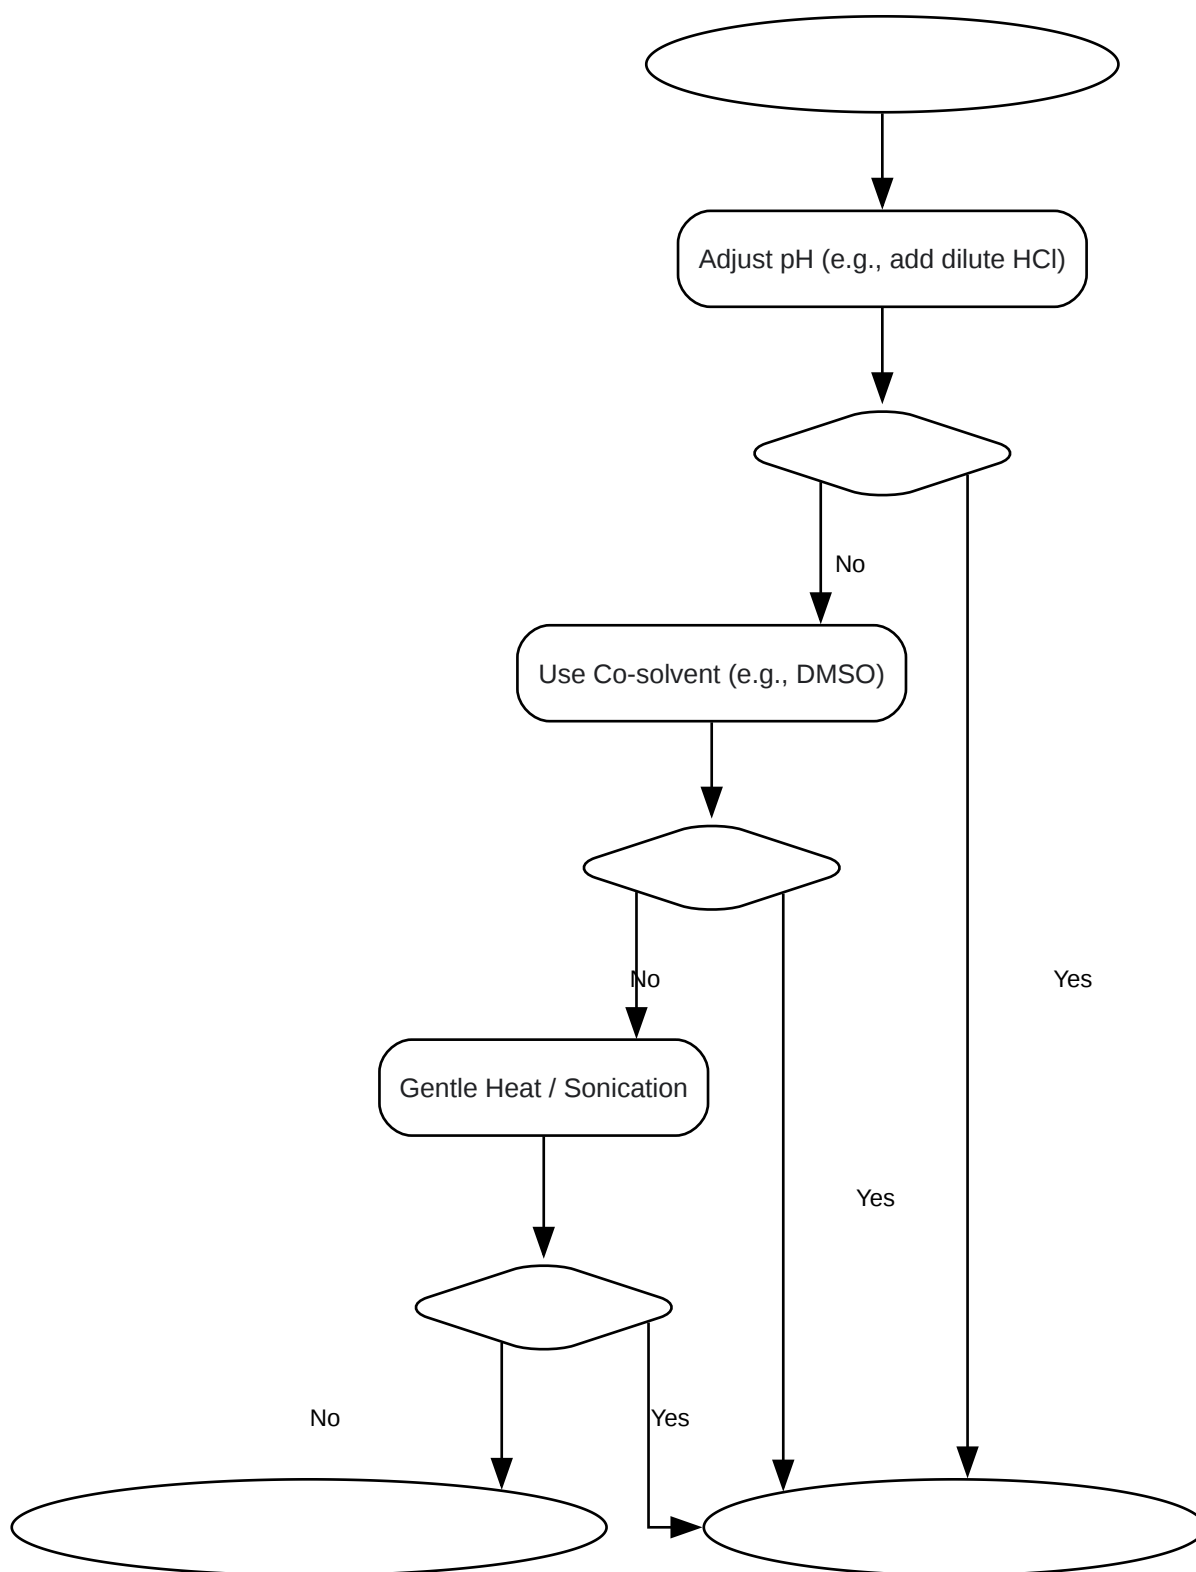 Adjust pH (e.g., add dilute HCl)
No
Use Co-solvent (e.g., DMSO)
No
Yes
Gentle Heat / Sonication
Yes
No
Yes